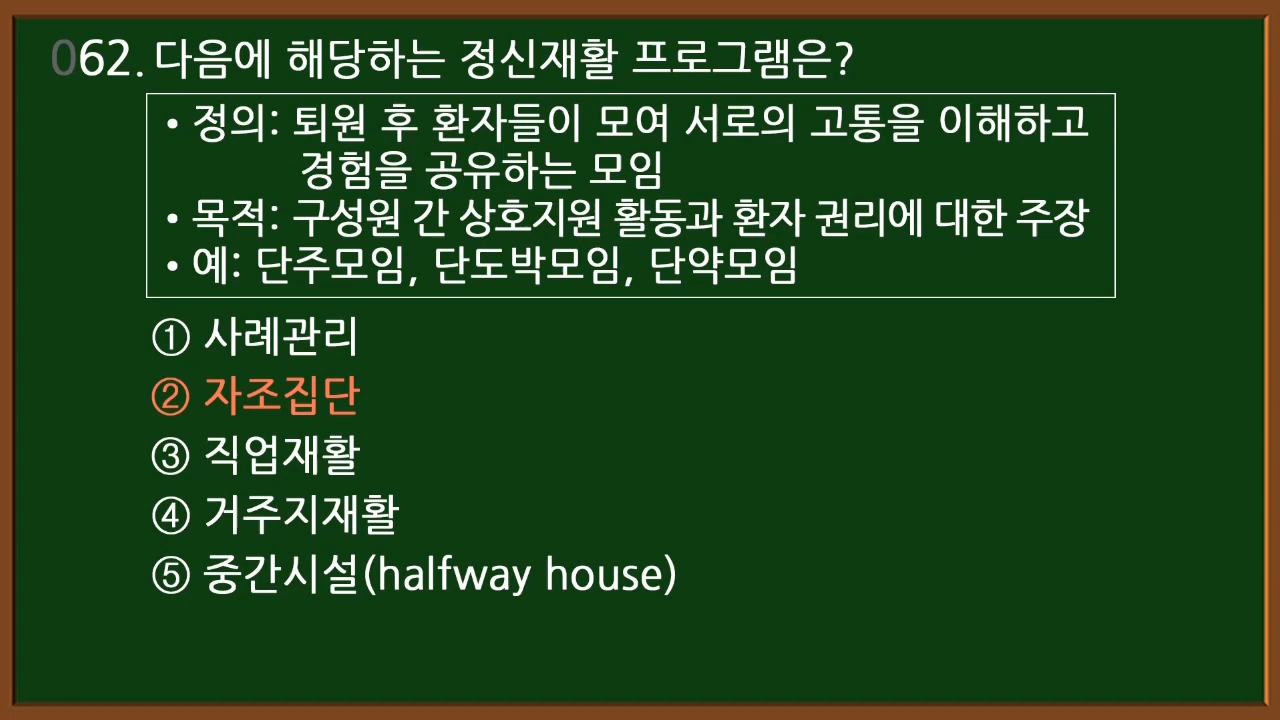 062. 다음에 해당하는 정신재활 프로그램은?
• 정의: 퇴원 후 환자들이 모여 서로의 고통을 이해하고
경험을 공유하는 모임
• 목적: 구성원 간 상호지원 활동과 환자 권리에 대한 주장
• 예: 단주모임, 단도박모임, 단약모임
① 사례관리
② 자조집단
③ 직업재활
④ 거주지재활
⑤ 중간시설(halfway house)